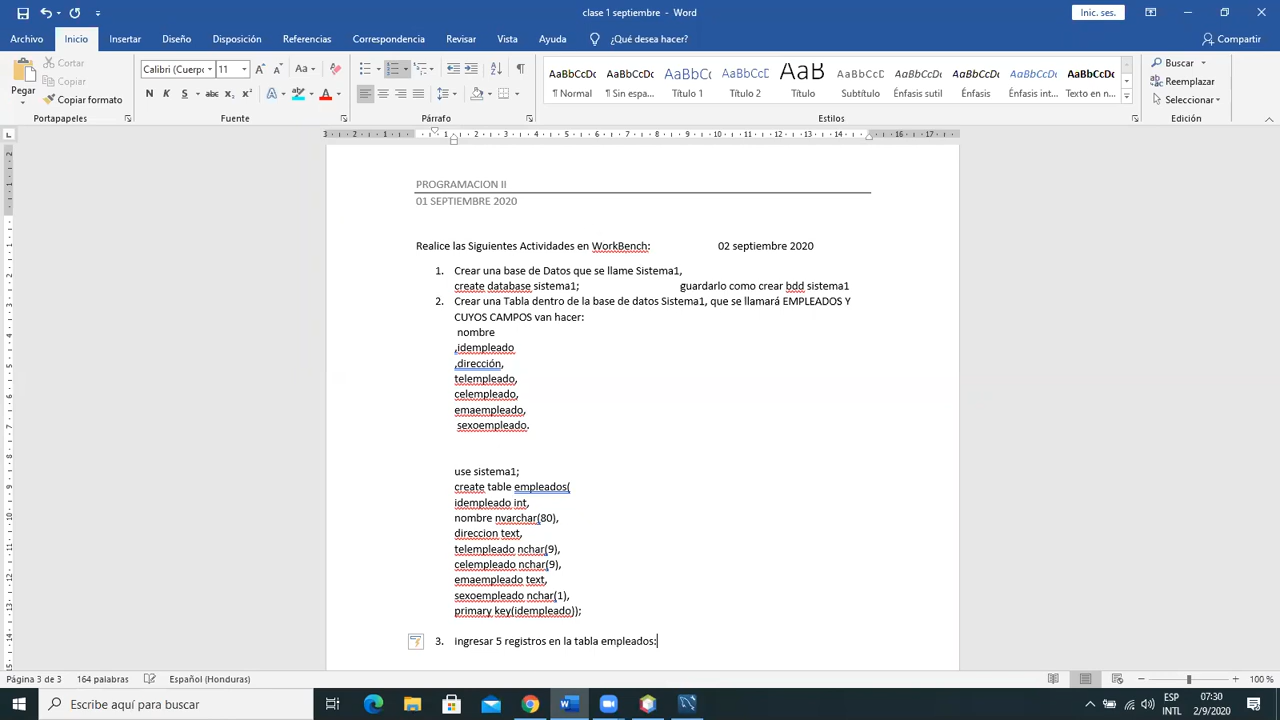 clase 1 septiembre - Word
Inic. ses.
Archivo Inicio Insertar Diseño Disposición Referencias Correspondencia Revisar Vista Ayuda ¿Qué desea hacer? Compartir
Pegar
Cortar
Copiar
Copiar formato
Portapapeles
Calibri (Cuerpo 11
Fuente
Párrafo
AaBbCcDc AaBbCcDc AaBbCc AaBbCcC AaB AaBbCcC AaBbCcDc AaBbCcDc AaBbCcDc AaBbCcDc
¶ Normal ¶ Sin espa... Título 1 Título 2 Título Subtítulo Énfasis sutil Énfasis Énfasis int... Texto en n...
Estilos
Buscar
Reemplazar
Seleccionar
Edición
PROGRAMACION II
01 SEPTIEMBRE 2020
Realice las Siguientes Actividades en WorkBench: 02 septiembre 2020
1. Crear una base de Datos que se llame Sistema1,
create database sistema1; guardarlo como crear bdd sistema1
2. Crear una Tabla dentro de la base de datos Sistema1, que se llamará EMPLEADOS Y
CUYOS CAMPOS van hacer:
nombre
,idempleado
,dirección,
telempleado,
celempleado,
emaempleado,
sexoempleado.
use sistema1;
create table empleados(
idempleado int,
nombre nvarchar(80),
direccion text,
telempleado nchar(9),
celempleado nchar(9),
emaempleado text,
sexoempleado nchar(1),
primary key(idempleado));
3. ingresar 5 registros en la tabla empleados:
Página 3 de 3 164 palabras Español (Honduras) 100 %
Escribe aquí para buscar
ESP
INTL
07:30
2/9/2020